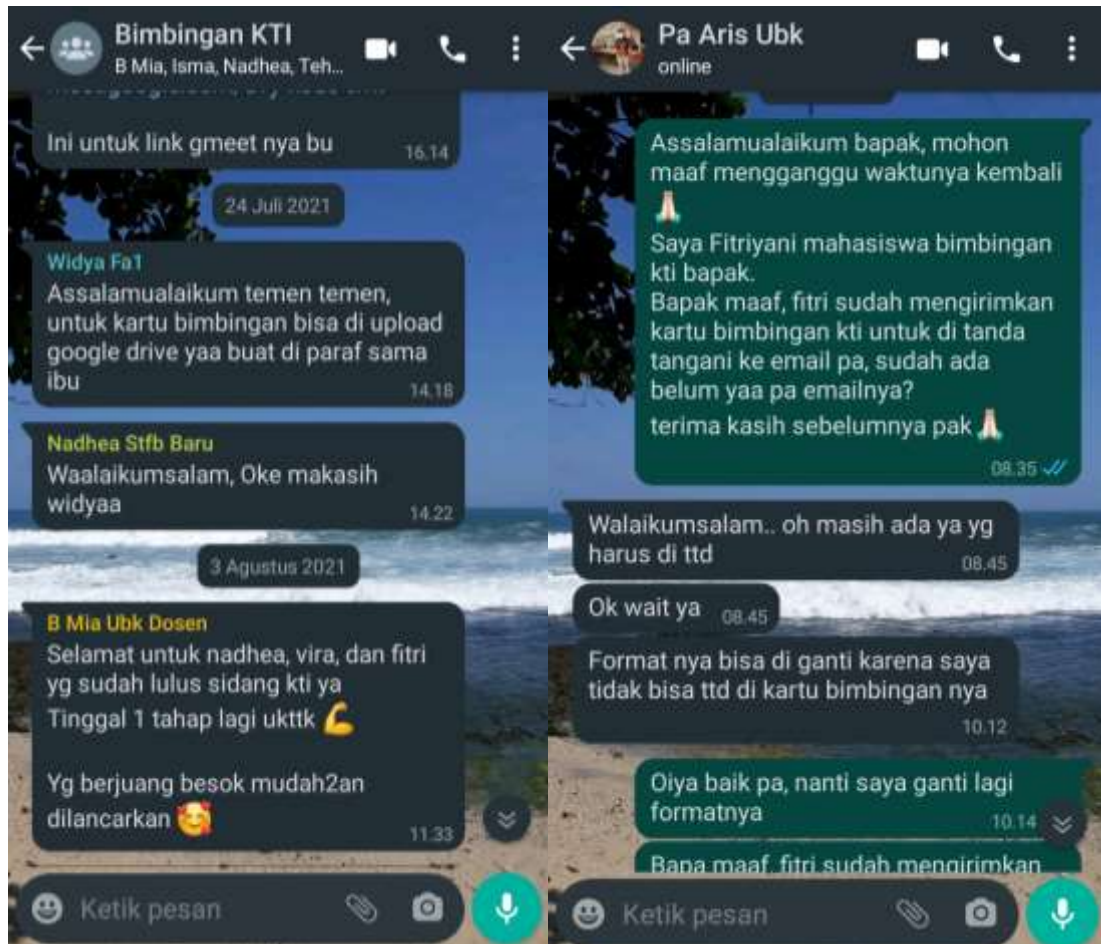 Bimbingan KTI
B Mia, Isma, Nadhea, Teh...
Ini untuk link gmeet nya bu
16.14
24 Juli 2021
Widya Fa1
Assalamualaikum temen temen,
untuk kartu bimbingan bisa di upload
google drive yaa buat di paraf sama
ibu
14.18
Nadhea Stfb Baru
Waalaikumsalam, Oke makasih
widyaa
14.22
3 Agustus 2021
B Mia Ubk Dosen
Selamat untuk nadhea, vira, dan fitri
yg sudah lulus sidang kti ya
Tinggal 1 tahap lagi ukttk 💪
Yg berjuang besok mudah2an
dilancarkan 🥰
11.33
Ketik pesan
Pa Aris Ubk
online
Assalamualaikum bapak, mohon
maaf mengganggu waktunya kembali
🙏🏻
Saya Fitriyani mahasiswa bimbingan
kti bapak.
Bapak maaf, fitri sudah mengirimkan
kartu bimbingan kti untuk di tanda
tangani ke email pa, sudah ada
belum yaa pa emailnya?
terima kasih sebelumnya pak 🙏🏻
08.35
Walaikumsalam.. oh masih ada ya yg
harus di ttd
08.45
Ok wait ya
08.45
Format nya bisa di ganti karena saya
tidak bisa ttd di kartu bimbingan nya
10.12
Oiya baik pa, nanti saya ganti lagi
formatnya
10.14
Bapa maaf, fitri sudah mengirimkan
Ketik pesan